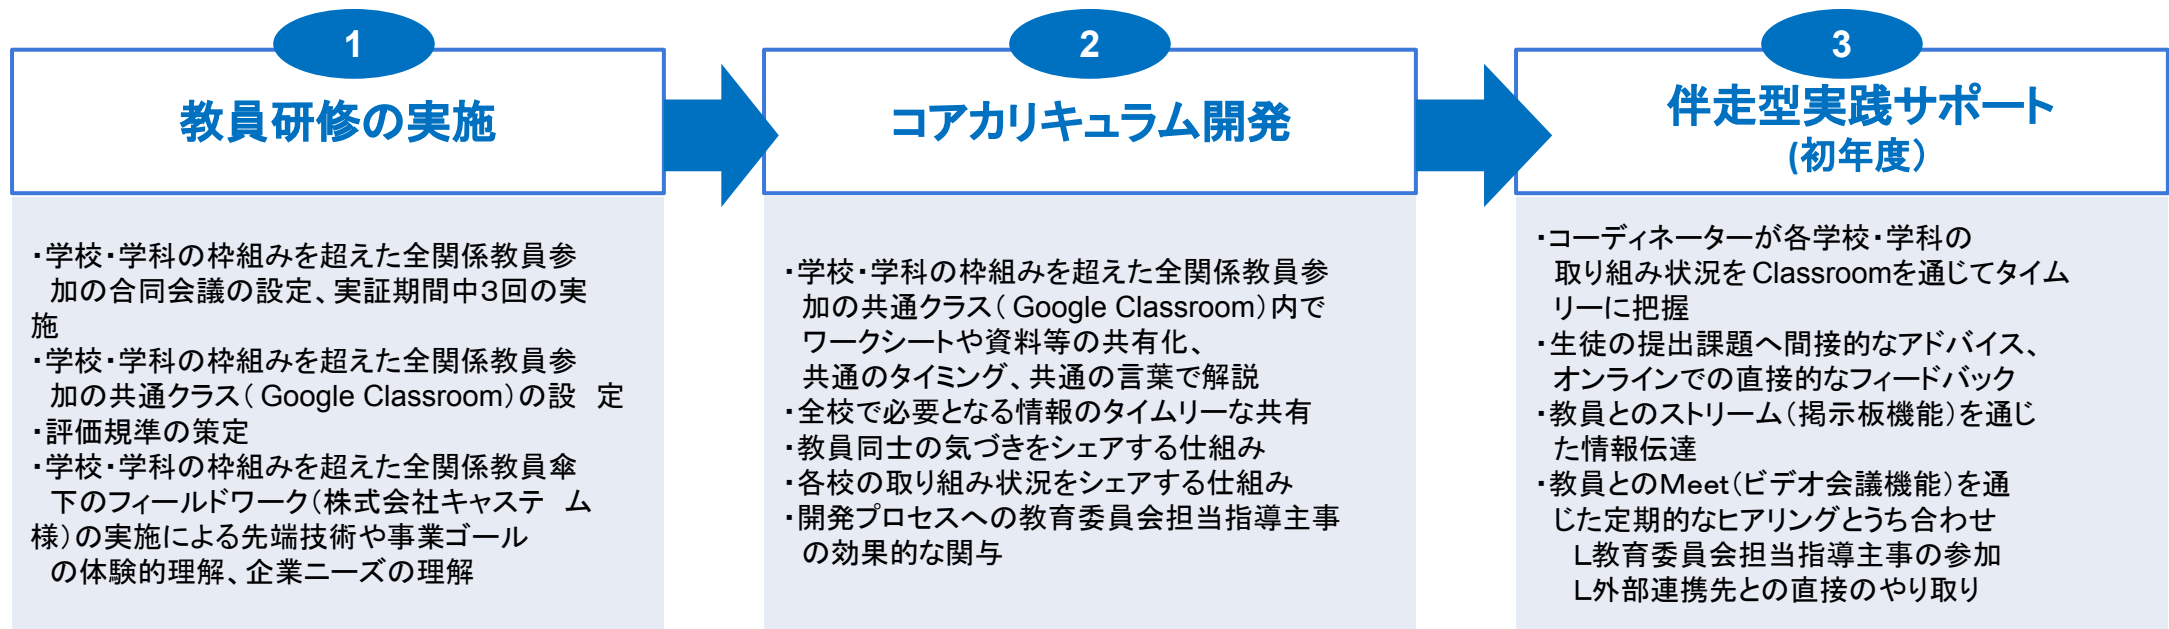 1
教員研修の実施
・学校・学科の枠組みを超えた全関係教員参
加の合同会議の設定、実証期間中３回の実
施
・学校・学科の枠組みを超えた全関係教員参
加の共通クラス（Google Classroom）の設　定
・評価規準の策定
・学校・学科の枠組みを超えた全関係教員傘
下のフィールドワーク（株式会社キャステ　ム
様）の実施による先端技術や事業ゴール
の体験的理解、企業ニーズの理解
2
コアカリキュラム開発
・学校・学科の枠組みを超えた全関係教員参
加の共通クラス（Google Classroom）内で
ワークシートや資料等の共有化、
共通のタイミング、共通の言葉で解説
・全校で必要となる情報のタイムリーな共有
・教員同士の気づきをシェアする仕組み
・各校の取り組み状況をシェアする仕組み
・開発プロセスへの教育委員会担当指導主事
の効果的な関与
3
伴走型実践サポート
(初年度）
・コーディネーターが各学校・学科の
取り組み状況をClassroomを通じてタイム
リーに把握
・生徒の提出課題へ間接的なアドバイス、
オンラインでの直接的なフィードバック
・教員とのストリーム（掲示板機能）を通じ
た情報伝達
・教員とのＭｅｅｔ（ビデオ会議機能）を通
じた定期的なヒアリングとうち合わせ
Ｌ教育委員会担当指導主事の参加
Ｌ外部連携先との直接のやり取り